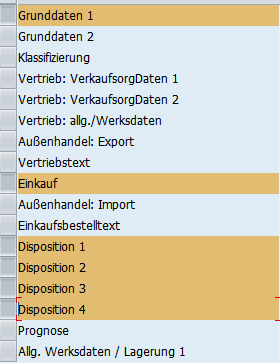 Grunddaten 1
Grunddaten 2
Klassifizierung
Vertrieb: VerkaufsorgDaten 1
Vertrieb: VerkaufsorgDaten 2
Vertrieb: allg./Werksdaten
Außenhandel: Export
Vertriebstext
Einkauf
Außenhandel: Import
Einkaufsbestelltext
Disposition 1
Disposition 2
Disposition 3
Disposition 4
Prognose
Allg. Werksdaten / Lagerung 1